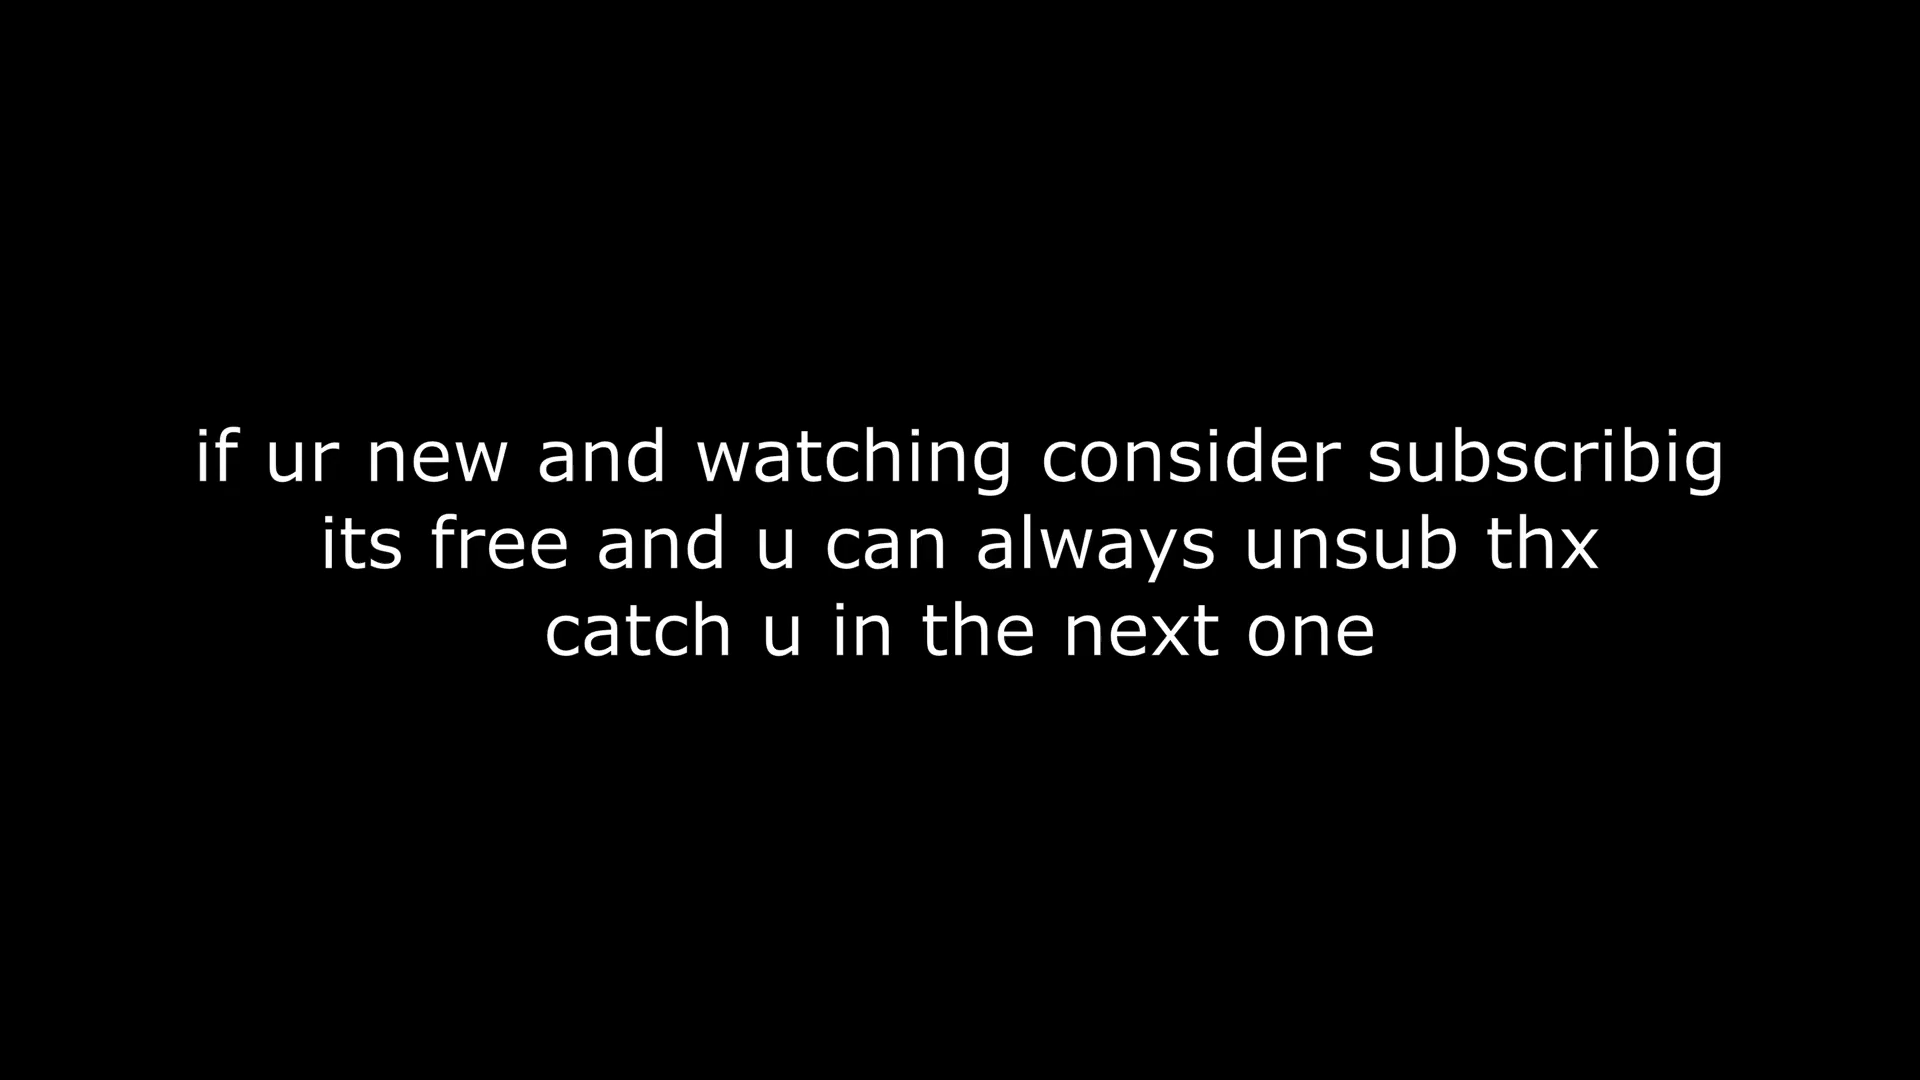 if ur new and watching consider subscribig
its free and u can always unsub thx
catch u in the next one